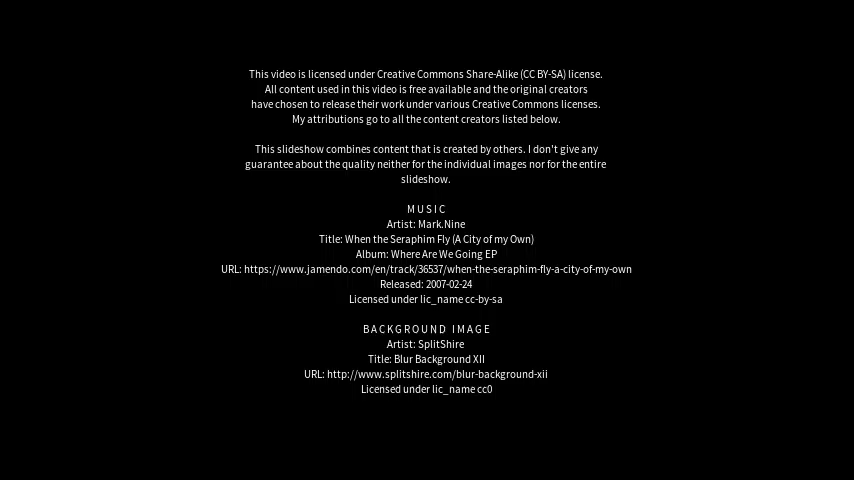 This video is licensed under Creative Commons Share-Alike (CC BY-SA) license.
All content used in this video is free available and the original creators
have chosen to release their work under various Creative Commons licenses.
My attributions go to all the content creators listed below.
This slideshow combines content that is created by others. I don't give any
guarantee about the quality neither for the individual images nor for the entire
slideshow.
MUSIC
Artist: Mark.Nine
Title: When the Seraphim Fly (A City of my Own)
Album: Where Are We Going EP
URL: https://www.jamendo.com/en/track/36537/when-the-seraphim-fly-a-city-of-my-own
Released: 2007-02-24
Licensed under lic_name cc-by-sa
BACKGROUND IMAGE
Artist: SplitShire
Title: Blur Background XII
URL: http://www.splitshire.com/blur-background-xii
Licensed under lic_name cc0